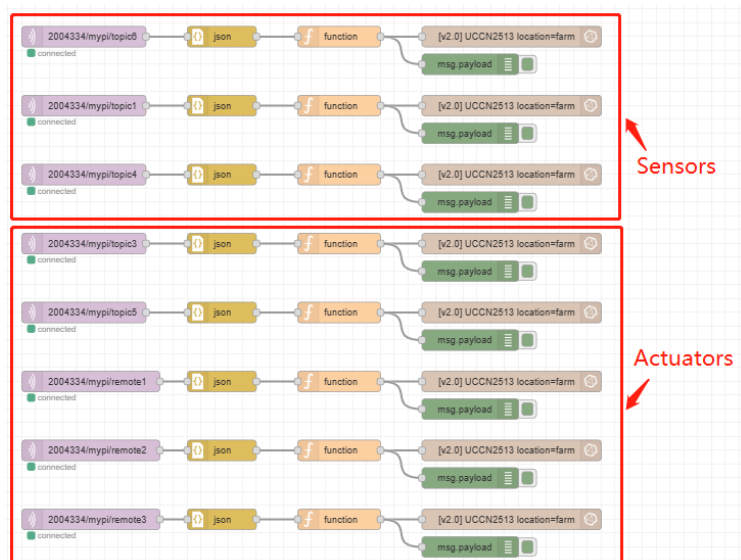 2004334/mypi/topic6 json function [v2.0] UCCN2513 location=farm
connected msg.payload
2004334/mypi/topic1 json function [v2.0] UCCN2513 location=farm
connected msg.payload
2004334/mypi/topic4 json function [v2.0] UCCN2513 location=farm
connected msg.payload
Sensors
2004334/mypi/topic3 json function [v2.0] UCCN2513 location=farm
connected msg.payload
2004334/mypi/topic5 json function [v2.0] UCCN2513 location=farm
connected msg.payload
2004334/mypi/remote1 json function [v2.0] UCCN2513 location=farm
connected msg.payload
2004334/mypi/remote2 json function [v2.0] UCCN2513 location=farm
connected msg.payload
2004334/mypi/remote3 json function [v2.0] UCCN2513 location=farm
connected msg.payload
Actuators